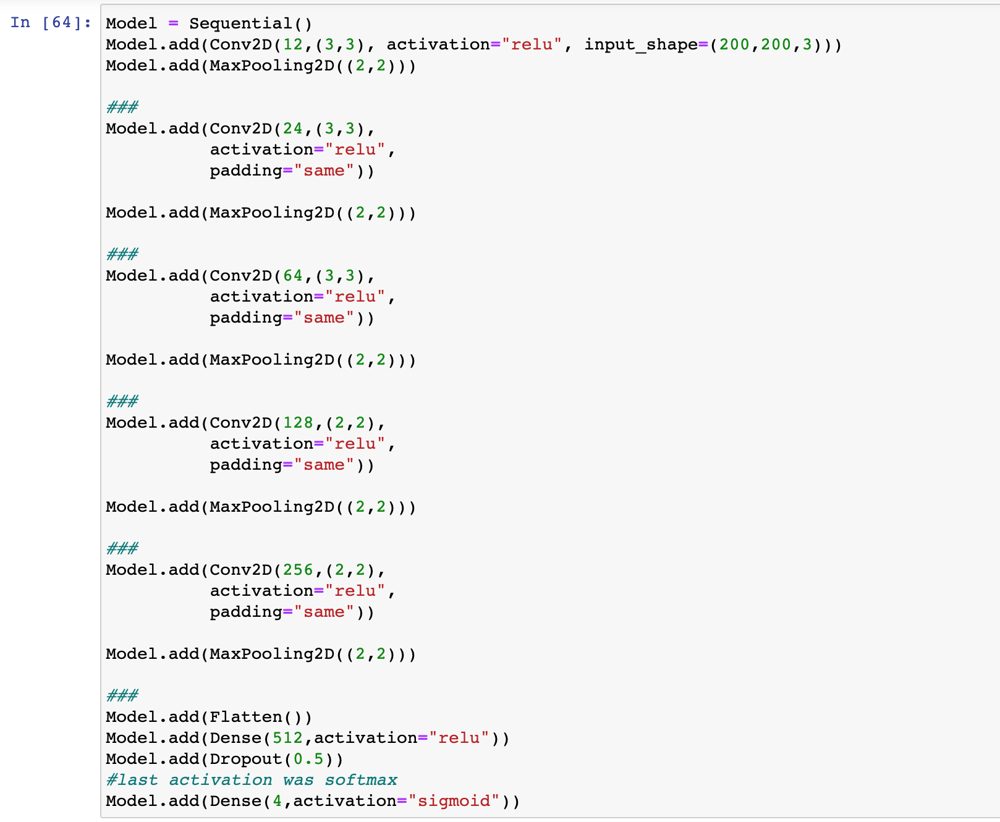 In [64]:
Model = Sequential()
Model.add(Conv2D(12,(3,3), activation="relu", input_shape=(200,200,3)))
Model.add(MaxPooling2D((2,2)))
###
Model.add(Conv2D(24,(3,3),
activation="relu",
padding="same"))
Model.add(MaxPooling2D((2,2)))
###
Model.add(Conv2D(64,(3,3),
activation="relu",
padding="same"))
Model.add(MaxPooling2D((2,2)))
###
Model.add(Conv2D(128,(2,2),
activation="relu",
padding="same"))
Model.add(MaxPooling2D((2,2)))
###
Model.add(Conv2D(256,(2,2),
activation="relu",
padding="same"))
Model.add(MaxPooling2D((2,2)))
###
Model.add(Flatten())
Model.add(Dense(512,activation="relu"))
Model.add(Dropout(0.5))
#last activation was softmax
Model.add(Dense(4,activation="sigmoid"))